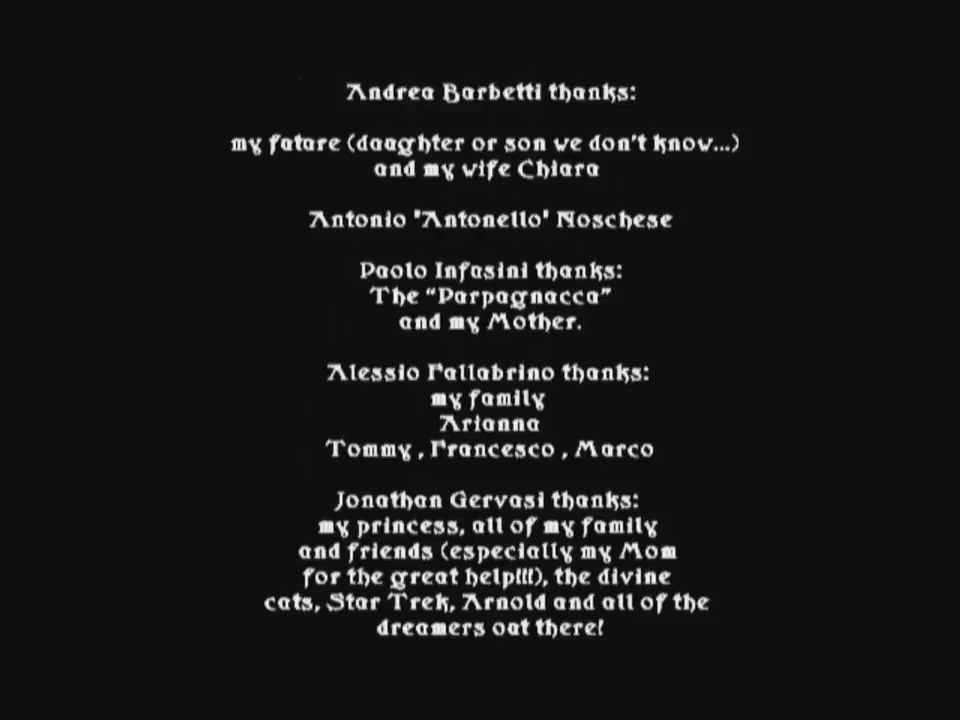 Andrea Barbetti thanks:
my future (daughter or son we don't know...)
and my wife Chiara
Antonio "Antonello" Noschese
Paolo Infusini thanks:
The “Parpagnacca”
and my Mother.
Alessio Fallabrino thanks:
my family
Arianna
Tommy , Francesco , Marco
Jonathan Gervasi thanks:
my princess, all of my family
and friends (especially my Mom
for the great help!!!), the divine
cats, Star Trek, Arnold and all of the
dreamers out there!